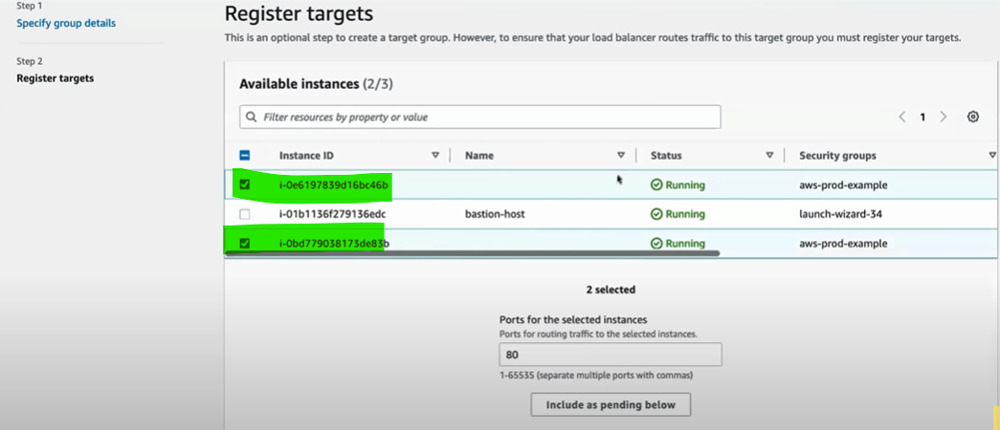 Step 1
Specify group details
Step 2
Register targets
Register targets
This is an optional step to create a target group. However, to ensure that your load balancer routes traffic to this target group you must register your targets.
Available instances (2/3)
Filter resources by property or value
1
Instance ID Name Status Security groups
i-0e6197839d16bc46b Running aws-prod-example
i-01b1136f279136edc bastion-host Running launch-wizard-34
i-0bd779038173de83b Running aws-prod-example
2 selected
Ports for the selected instances
Ports for routing traffic to the selected instances.
80
1-65535 (separate multiple ports with commas)
Include as pending below